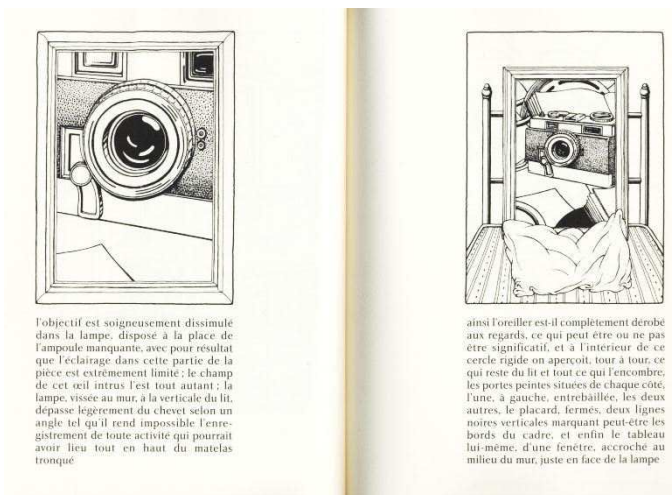 l'objectif est soigneusement dissimulé
dans la lampe, disposé à la place de
l'ampoule manquante, avec pour résultat
que l'éclairage dans cette partie de la
pièce est extrêmement limité ; le champ
de cet œil intrus l'est tout autant ; la
lampe, vissée au mur, à la verticale du lit,
dépasse légèrement du chevet selon un
angle tel qu'il rend impossible l'enre-
gistrement de toute activité qui pourrait
avoir lieu tout en haut du matelas
tronqué
ainsi l'oreiller est-il complètement dérobé
aux regards, ce qui peut être ou ne pas
être significatif, et à l'intérieur de ce
cercle rigide on aperçoit, tour à tour, ce
qui reste du lit et tout ce qui l'encombre,
les portes peintes situées de chaque côté,
l'une, à gauche, entrebâillée, les deux
autres, le placard, fermés, deux lignes
noires verticales marquant peut-être les
bords du cadre, et enfin le tableau
lui-même, d'une fenêtre, accroché au
milieu du mur, juste en face de la lampe